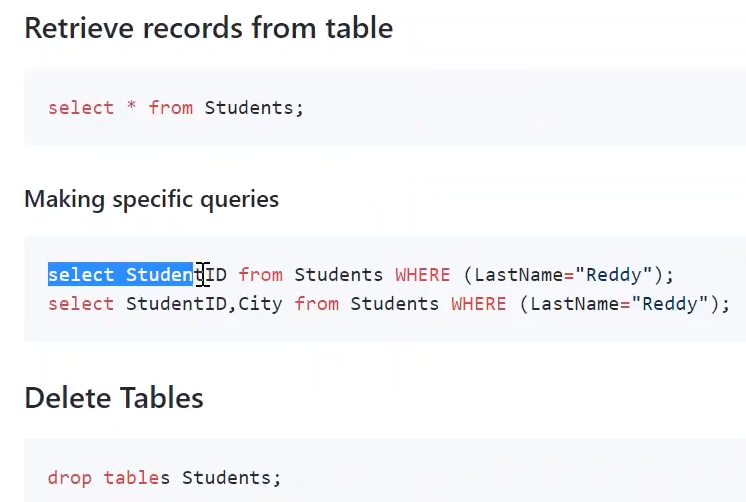 Retrieve records from table
select * from Students;
Making specific queries
select StudentID from Students WHERE (LastName="Reddy");
select StudentID,City from Students WHERE (LastName="Reddy");
Delete Tables
drop tables Students;